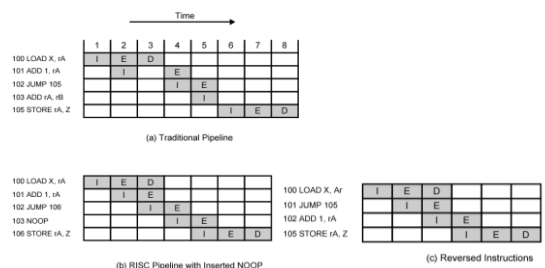 Time
1 2 3 4 5 6 7 8
100 LOAD X, rA I E D
101 ADD 1, rA I E
102 JUMP 105 I E
103 ADD rA, rB I
105 STORE rA, Z I E D
(a) Traditional Pipeline
100 LOAD X, rA I E D
101 ADD 1, rA I E
102 JUMP 106 I E
103 NOOP I E
106 STORE rA, Z I E D
(b) RISC Pipeline with Inserted NOOP
100 LOAD X, Ar I E D
101 JUMP 105 I E
102 ADD 1, rA I E
105 STORE rA, Z I E D
(c) Reversed Instructions